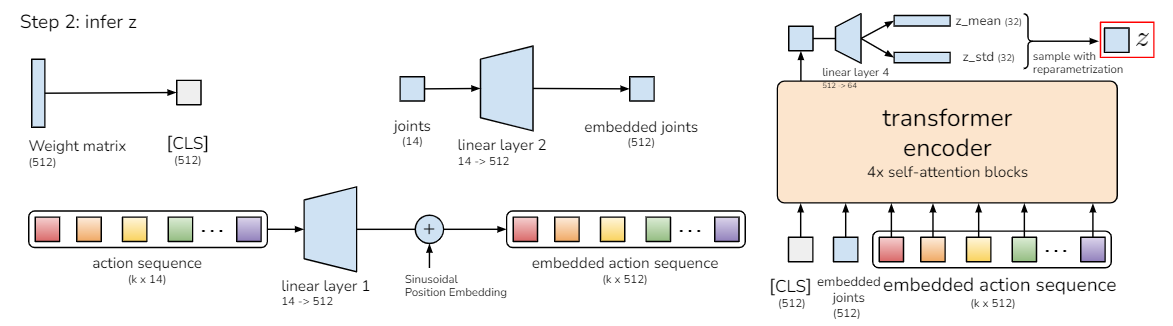 Step 2: infer z
Weight matrix
(512)
[CLS]
(512)
joints
(14)
linear layer 2
14 -> 512
embedded joints
(512)
action sequence
(k x 14)
linear layer 1
14 -> 512
+
Sinusoidal
Position Embedding
embedded action sequence
(k x 512)
...
...
linear layer 4
512 -> 64
z_mean (32)
z_std (32)
sample with
reparametrization
z
transformer
encoder
4x self-attention blocks
...
[CLS]
(512)
embedded
joints
(512)
embedded action sequence
(k x 512)